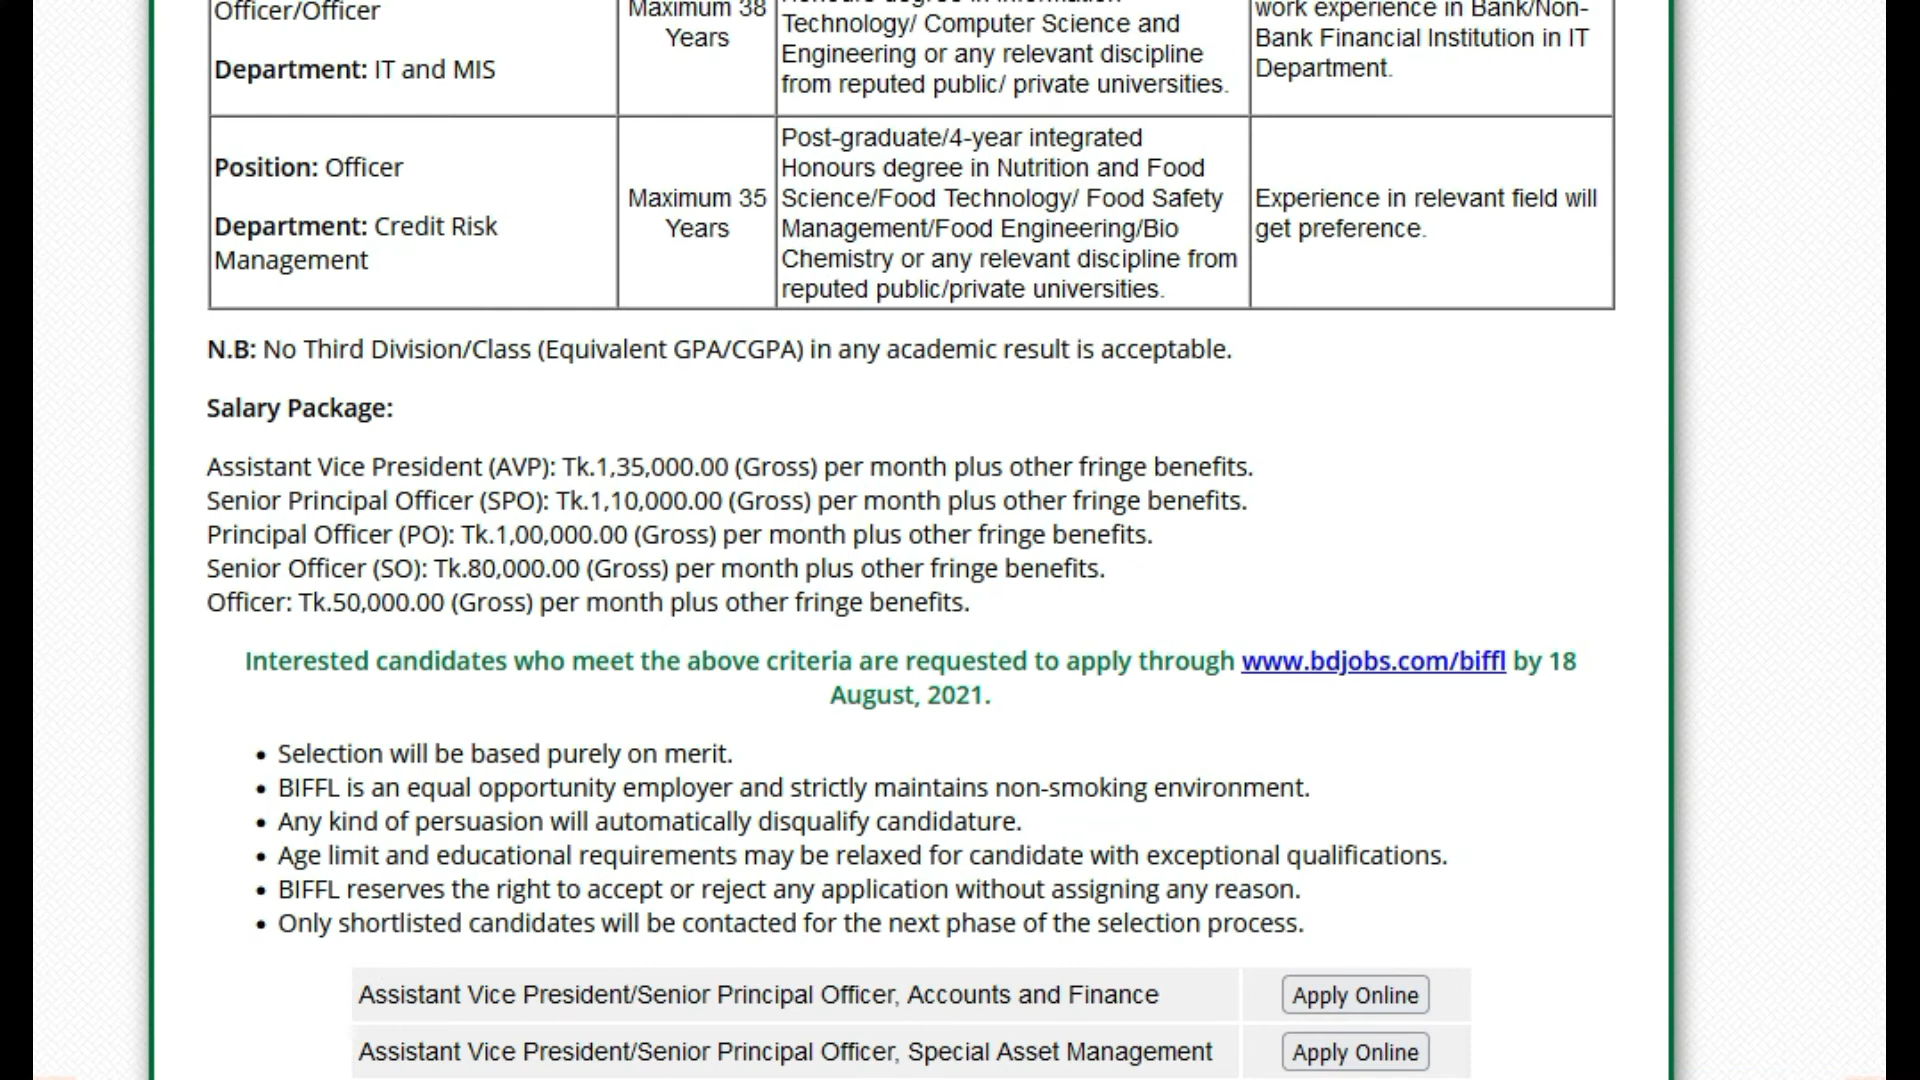 Officer/Officer
Department: IT and MIS
Maximum 38
Years
Honours degree in Information
Technology/ Computer Science and
Engineering or any relevant discipline
from reputed public/ private universities.
work experience in Bank/Non-
Bank Financial Institution in IT
Department.
Position: Officer
Department: Credit Risk
Management
Maximum 35
Years
Post-graduate/4-year integrated
Honours degree in Nutrition and Food
Science/Food Technology/ Food Safety
Management/Food Engineering/Bio
Chemistry or any relevant discipline from
reputed public/private universities.
Experience in relevant field will
get preference.
N.B: No Third Division/Class (Equivalent GPA/CGPA) in any academic result is acceptable.
Salary Package:
Assistant Vice President (AVP): Tk.1,35,000.00 (Gross) per month plus other fringe benefits.
Senior Principal Officer (SPO): Tk.1,10,000.00 (Gross) per month plus other fringe benefits.
Principal Officer (PO): Tk.1,00,000.00 (Gross) per month plus other fringe benefits.
Senior Officer (SO): Tk.80,000.00 (Gross) per month plus other fringe benefits.
Officer: Tk.50,000.00 (Gross) per month plus other fringe benefits.
Interested candidates who meet the above criteria are requested to apply through www.bdjobs.com/biffl by 18
August, 2021.
• Selection will be based purely on merit.
• BIFFL is an equal opportunity employer and strictly maintains non-smoking environment.
• Any kind of persuasion will automatically disqualify candidature.
• Age limit and educational requirements may be relaxed for candidate with exceptional qualifications.
• BIFFL reserves the right to accept or reject any application without assigning any reason.
• Only shortlisted candidates will be contacted for the next phase of the selection process.
Assistant Vice President/Senior Principal Officer, Accounts and Finance Apply Online
Assistant Vice President/Senior Principal Officer, Special Asset Management Apply Online